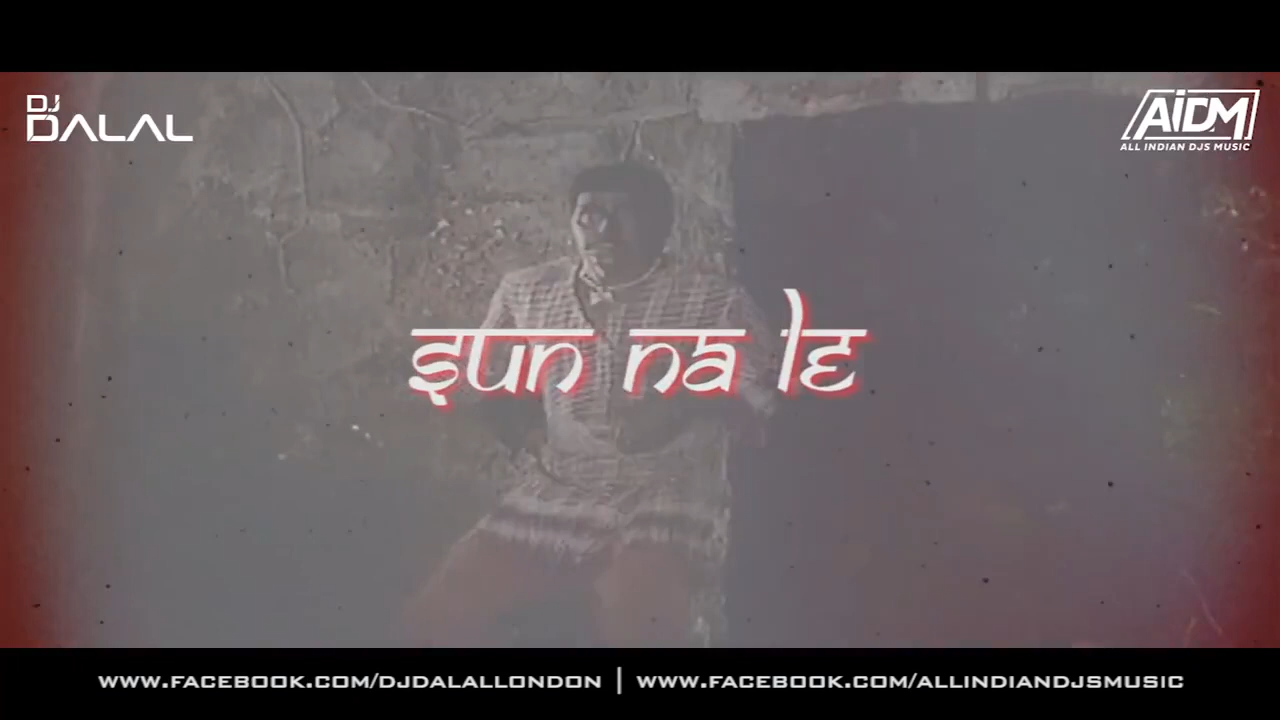 DJ
DALAL
AIDM
ALL INDIAN DJS MUSIC
sun na le
WWW.FACEBOOK.COM/DJDALALLONDON | WWW.FACEBOOK.COM/ALLINDIANDJSMUSIC